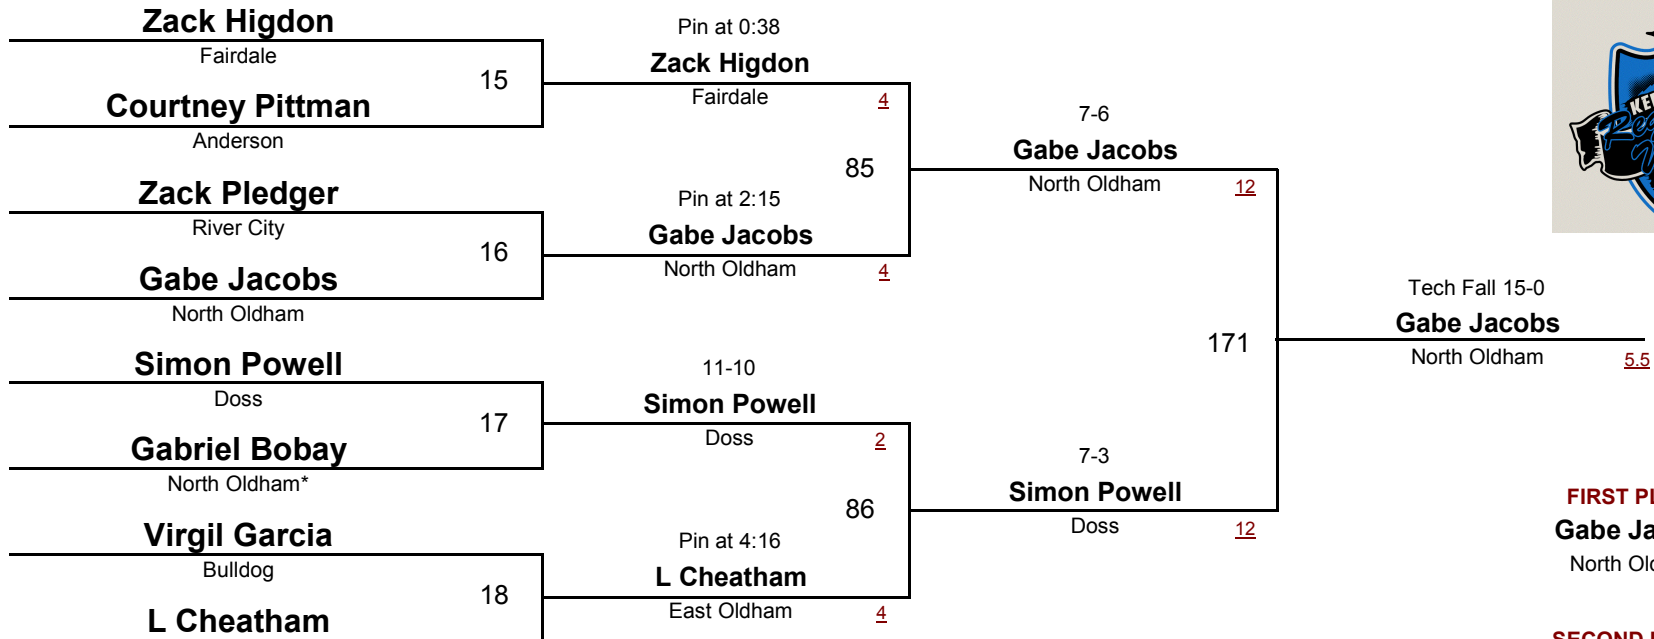 Zack Higdon
Fairdale
15
Courtney Pittman
Anderson
Zack Pledger
River City
16
Gabe Jacobs
North Oldham
Simon Powell
Doss
17
Gabriel Bobay
North Oldham*
Virgil Garcia
Bulldog
18
L Cheatham
Pin at 0:38
Zack Higdon
Fairdale
4
85
Pin at 2:15
Gabe Jacobs
North Oldham
4
11-10
Simon Powell
Doss
2
86
Pin at 4:16
L Cheatham
East Oldham
4
7-6
Gabe Jacobs
North Oldham
12
171
7-3
Simon Powell
Doss
12
Tech Fall 15-0
Gabe Jacobs
North Oldham
5.5
FIRST
Gabe
North
SECOND